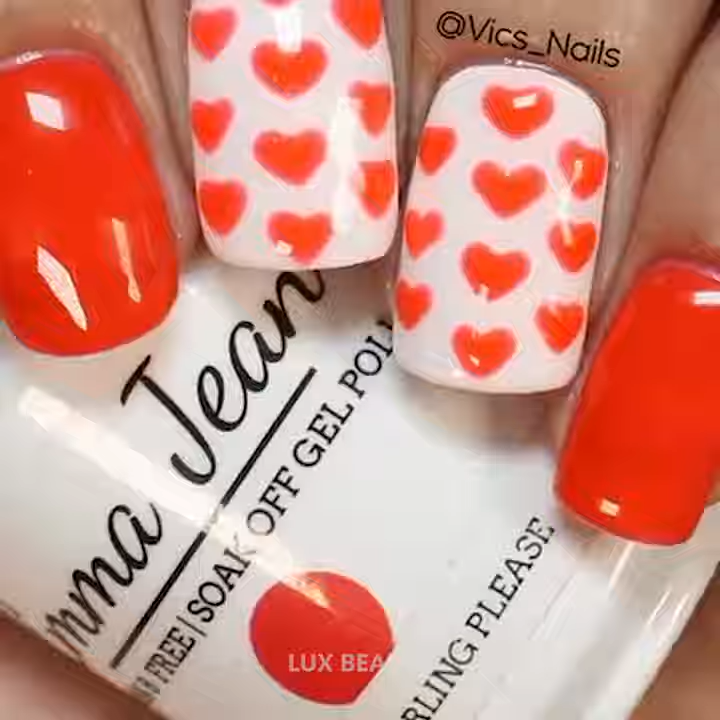 @Vics_Nails
mma Jean
FREE | SOAK OFF GEL POL
RLING PLEASE
LUX BEA